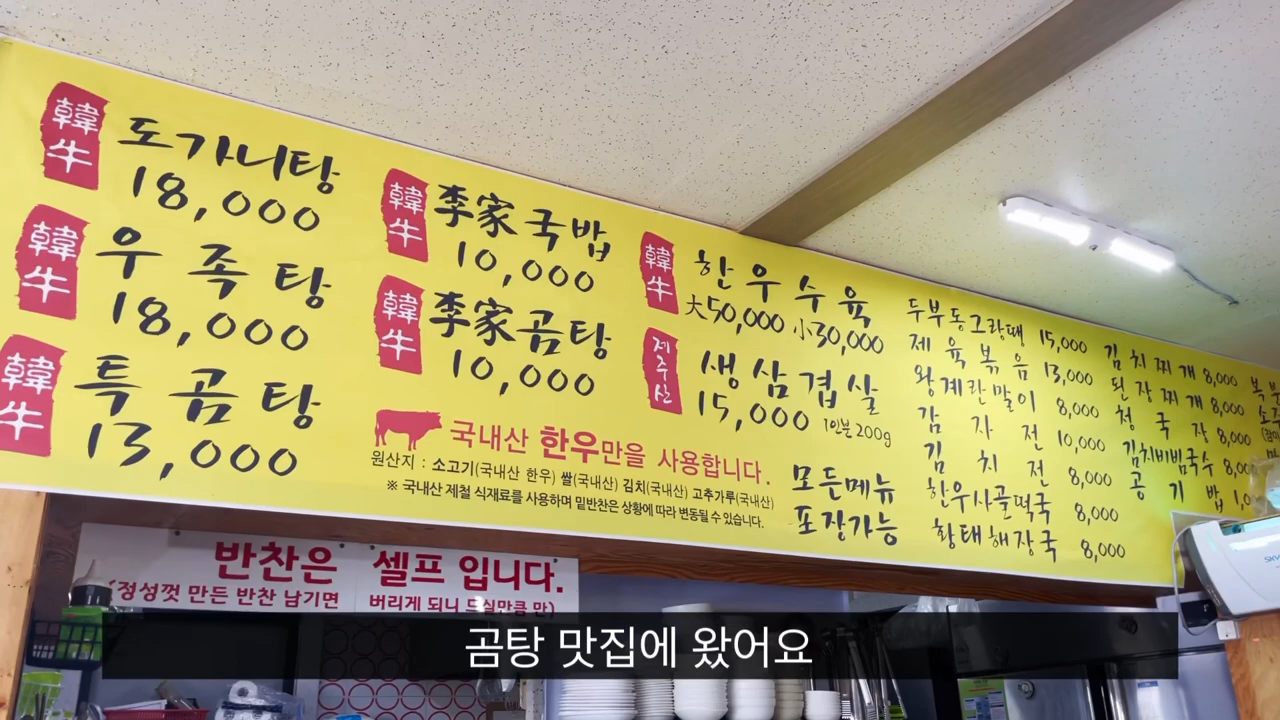 韓牛 도가니탕
18,000
韓牛 우족탕
18,000
韓牛 특곰탕
13,000
韓牛 李家국밥
10,000
韓牛 李家곰탕
10,000
韓牛 한우수육
大50,000 小30,000
제주산 생삼겹살
15,000 1인분 200g
국내산 한우만을 사용합니다.
원산지 : 소고기(국내산 한우) 쌀(국내산) 김치(국내산) 고추가루(국내산)
※ 국내산 제철 식재료를 사용하며 밑반찬은 상황에 따라 변동될 수 있습니다.
모든메뉴
포장가능
두부동그랑땡 15,000
제육볶음 13,000
왕계란말이 8,000
감자전 10,000
김치전 8,000
한우사골떡국 8,000
황태해장국 8,000
김치찌개 8,000
된장찌개 8,000
청국장 8,000
김치비빔국수 8,00
공기밥 1,0
반찬은 셀프 입니다.
(정성껏 만든 반찬 남기면 버리게 되니 드실만큼 만)
곰탕 맛집에 왔어요